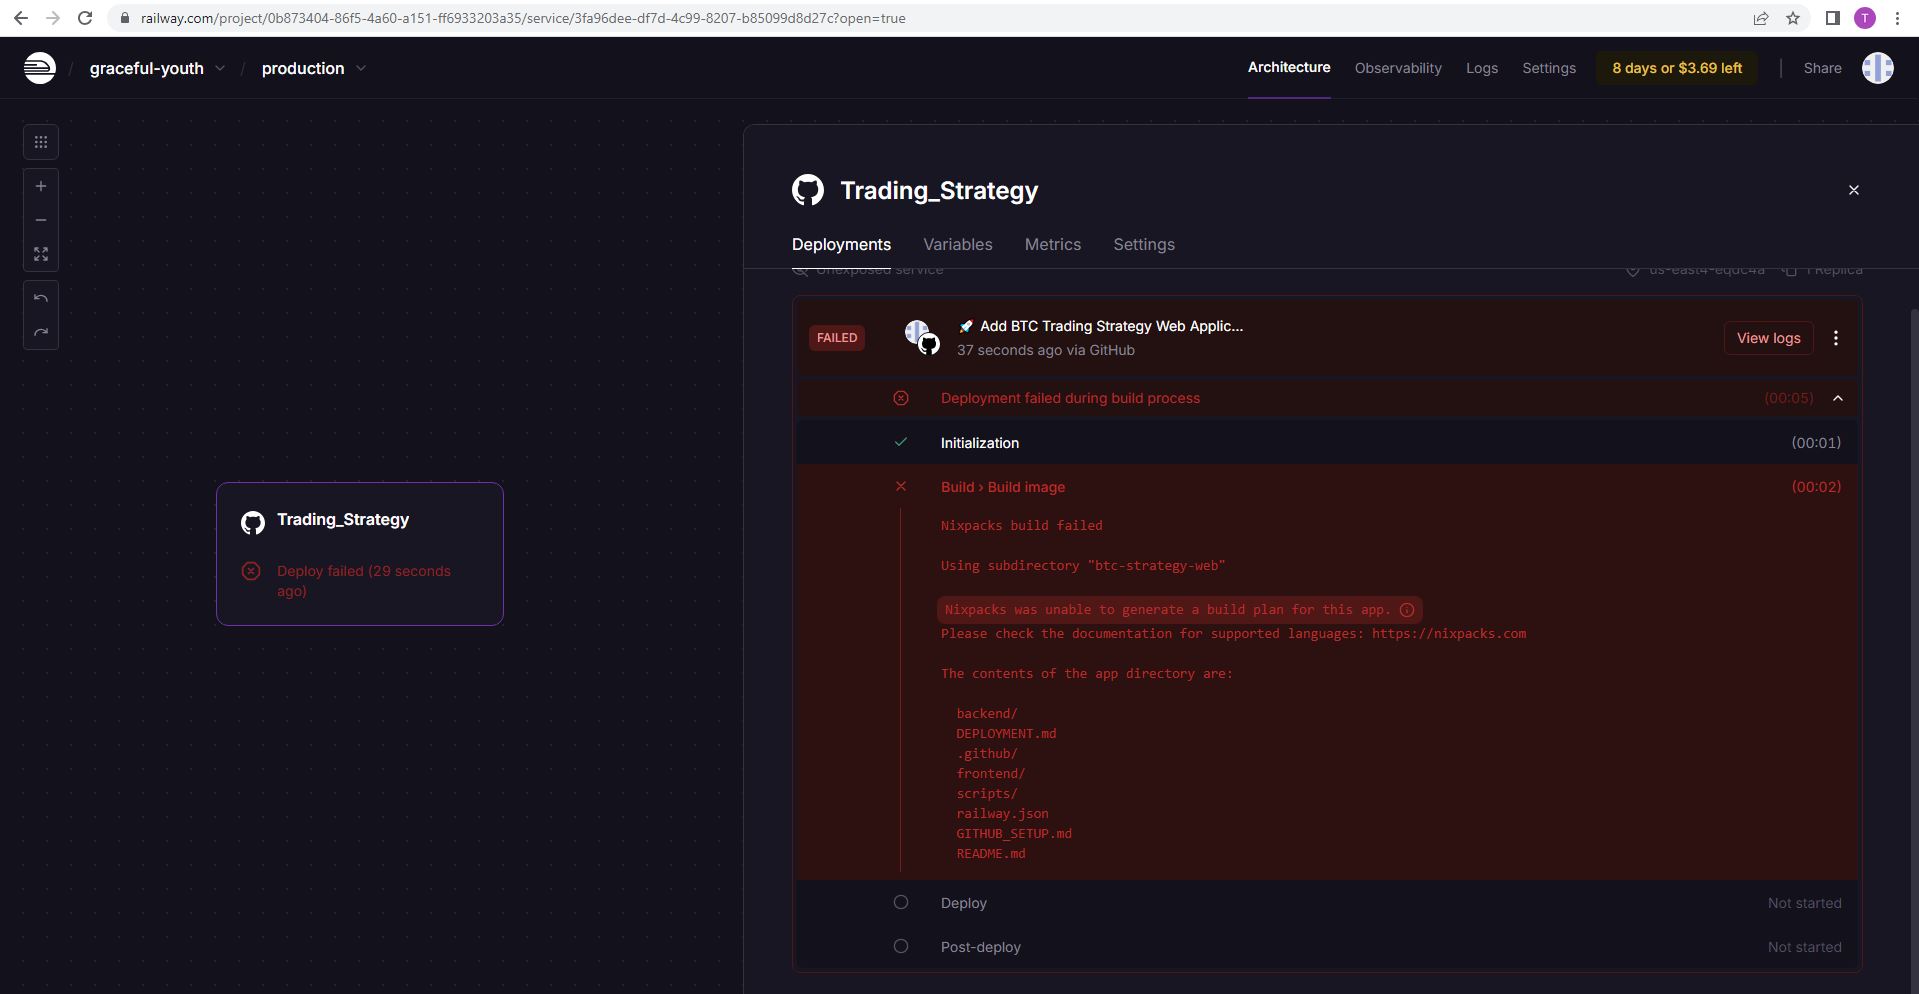 railway.com/project/0b873404-86f5-4a60-a151-ff6933203a35/service/3fa96dee-df7d-4c99-8207-b85099d8d27c?open=true
T
/ graceful-youth / production
Architecture Observability Logs Settings 8 days or $3.69 left Share
Trading_Strategy
Deployments Variables Metrics Settings
Unexposed service us-east4-eqdc4a 1 Replica
FAILED
🚀 Add BTC Trading Strategy Web Applic...
37 seconds ago via GitHub
View logs
Deployment failed during build process (00:05)
Initialization (00:01)
Build › Build image (00:02)
Nixpacks build failed
Using subdirectory "btc-strategy-web"
Nixpacks was unable to generate a build plan for this app.
Please check the documentation for supported languages: https://nixpacks.com
The contents of the app directory are:
backend/
DEPLOYMENT.md
.github/
frontend/
scripts/
railway.json
GITHUB_SETUP.md
README.md
Deploy Not started
Post-deploy Not started
Trading_Strategy
Deploy failed (29 seconds
ago)